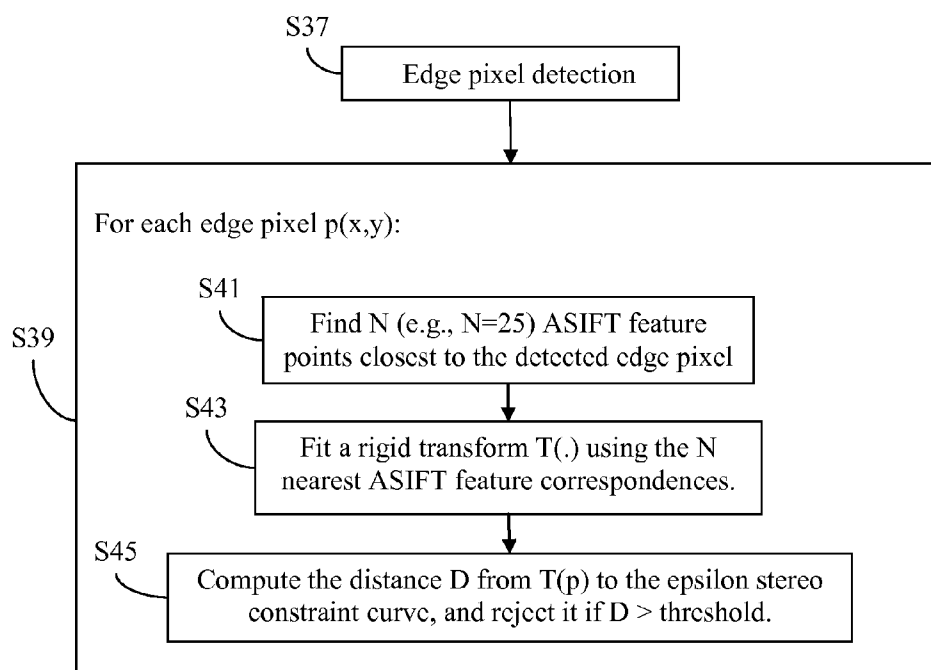 S37
Edge pixel detection
For each edge pixel p(x,y):
S41
Find N (e.g., N=25) ASIFT feature
points closest to the detected edge pixel
S39
S43
Fit a rigid transform T(.) using the N
nearest ASIFT feature correspondences.
S45
Compute the distance D from T(p) to the epsilon stereo
constraint curve, and reject it if D > threshold.